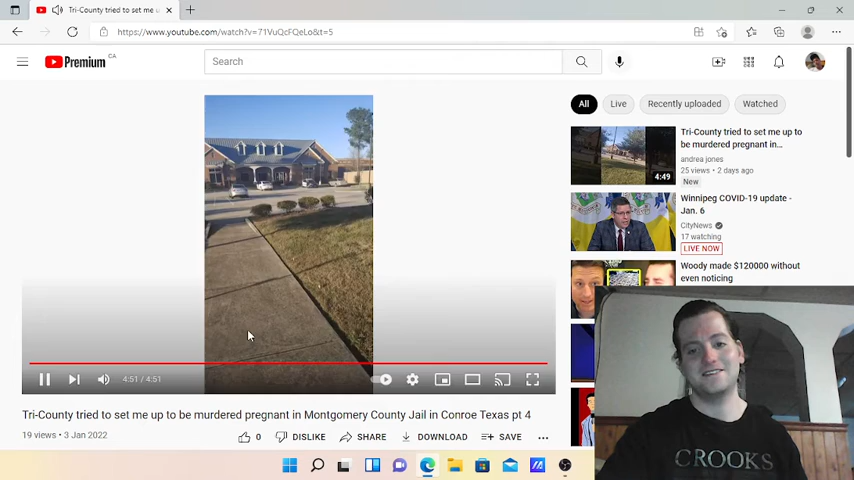 Tri-County tried to set me u
https://www.youtube.com/watch?v=71VuQcFQeLo&t=5
Premium CA
Search
All
Live
Recently uploaded
Watched
Tri-County tried to set me up to
be murdered pregnant in...
andrea jones
25 views • 2 days ago
New
4:49
Winnipeg COVID-19 update -
Jan. 6
CityNews
17 watching
LIVE NOW
Woody made $120000 without
even noticing
4:51 / 4:51
Tri-County tried to set me up to be murdered pregnant in Montgomery County Jail in Conroe Texas pt 4
19 views • 3 Jan 2022
0
DISLIKE
SHARE
DOWNLOAD
SAVE
CROOKS